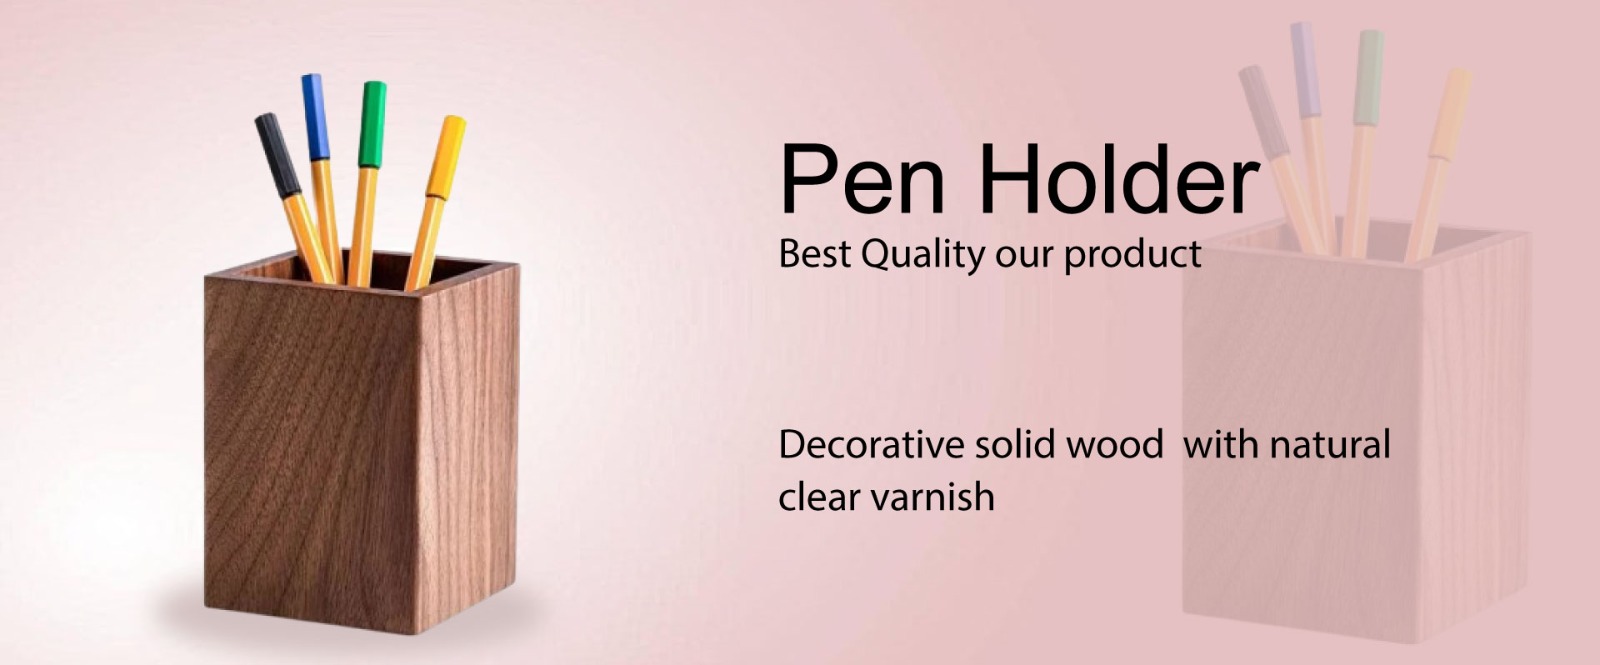 Pen Holder
Best Quality our product
Decorative solid wood  with natural
clear varnish